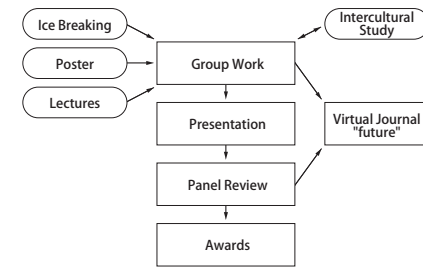 Ice Breaking
Intercultural
Study
Poster
Group Work
Lectures
Presentation
Virtual Journal
"future"
Panel Review
Awards